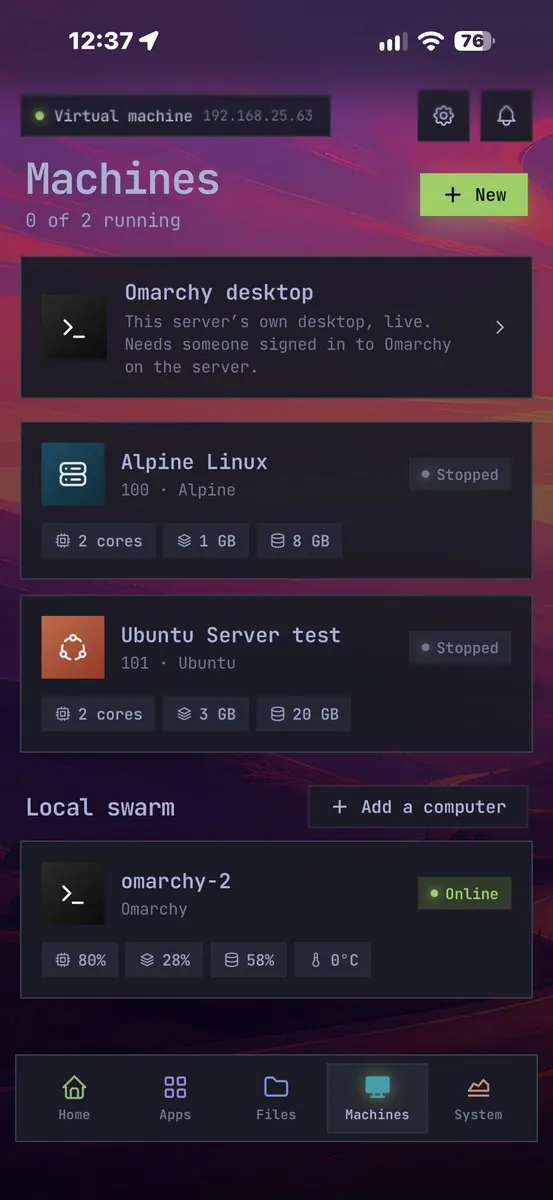 12:37
76
Virtual machine 192.168.25.63
Machines
0 of 2 running
+ New
Omarchy desktop
This server’s own desktop, live.
Needs someone signed in to Omarchy
on the server.
Alpine Linux
100 · Alpine
Stopped
2 cores
1 GB
8 GB
Ubuntu Server test
101 · Ubuntu
Stopped
2 cores
3 GB
20 GB
Local swarm
+ Add a computer
omarchy-2
Omarchy
Online
80%
28%
58%
0°C
Home
Apps
Files
Machines
System